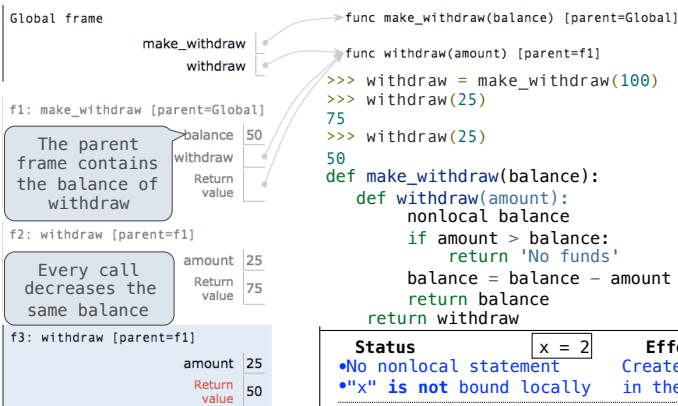 Global frame
make_withdraw
withdraw
func make_withdraw(balance) [parent=Global]
func withdraw(amount) [parent=f1]
>>> withdraw = make_withdraw(100)
>>> withdraw(25)
75
>>> withdraw(25)
50
def make_withdraw(balance):
def withdraw(amount):
nonlocal balance
if amount > balance:
return 'No funds'
balance = balance − amount
return balance
return withdraw
f1: make_withdraw [parent=Global]
balance 50
withdraw
Return
value
The parent
frame contains
the balance of
withdraw
f2: withdraw [parent=f1]
amount 25
Return
value 75
Every call
decreases the
same balance
f3: withdraw [parent=f1]
amount 25
Return
value 50
Status
x = 2
•No nonlocal statement
•"x" is not bound locally
Create
in the